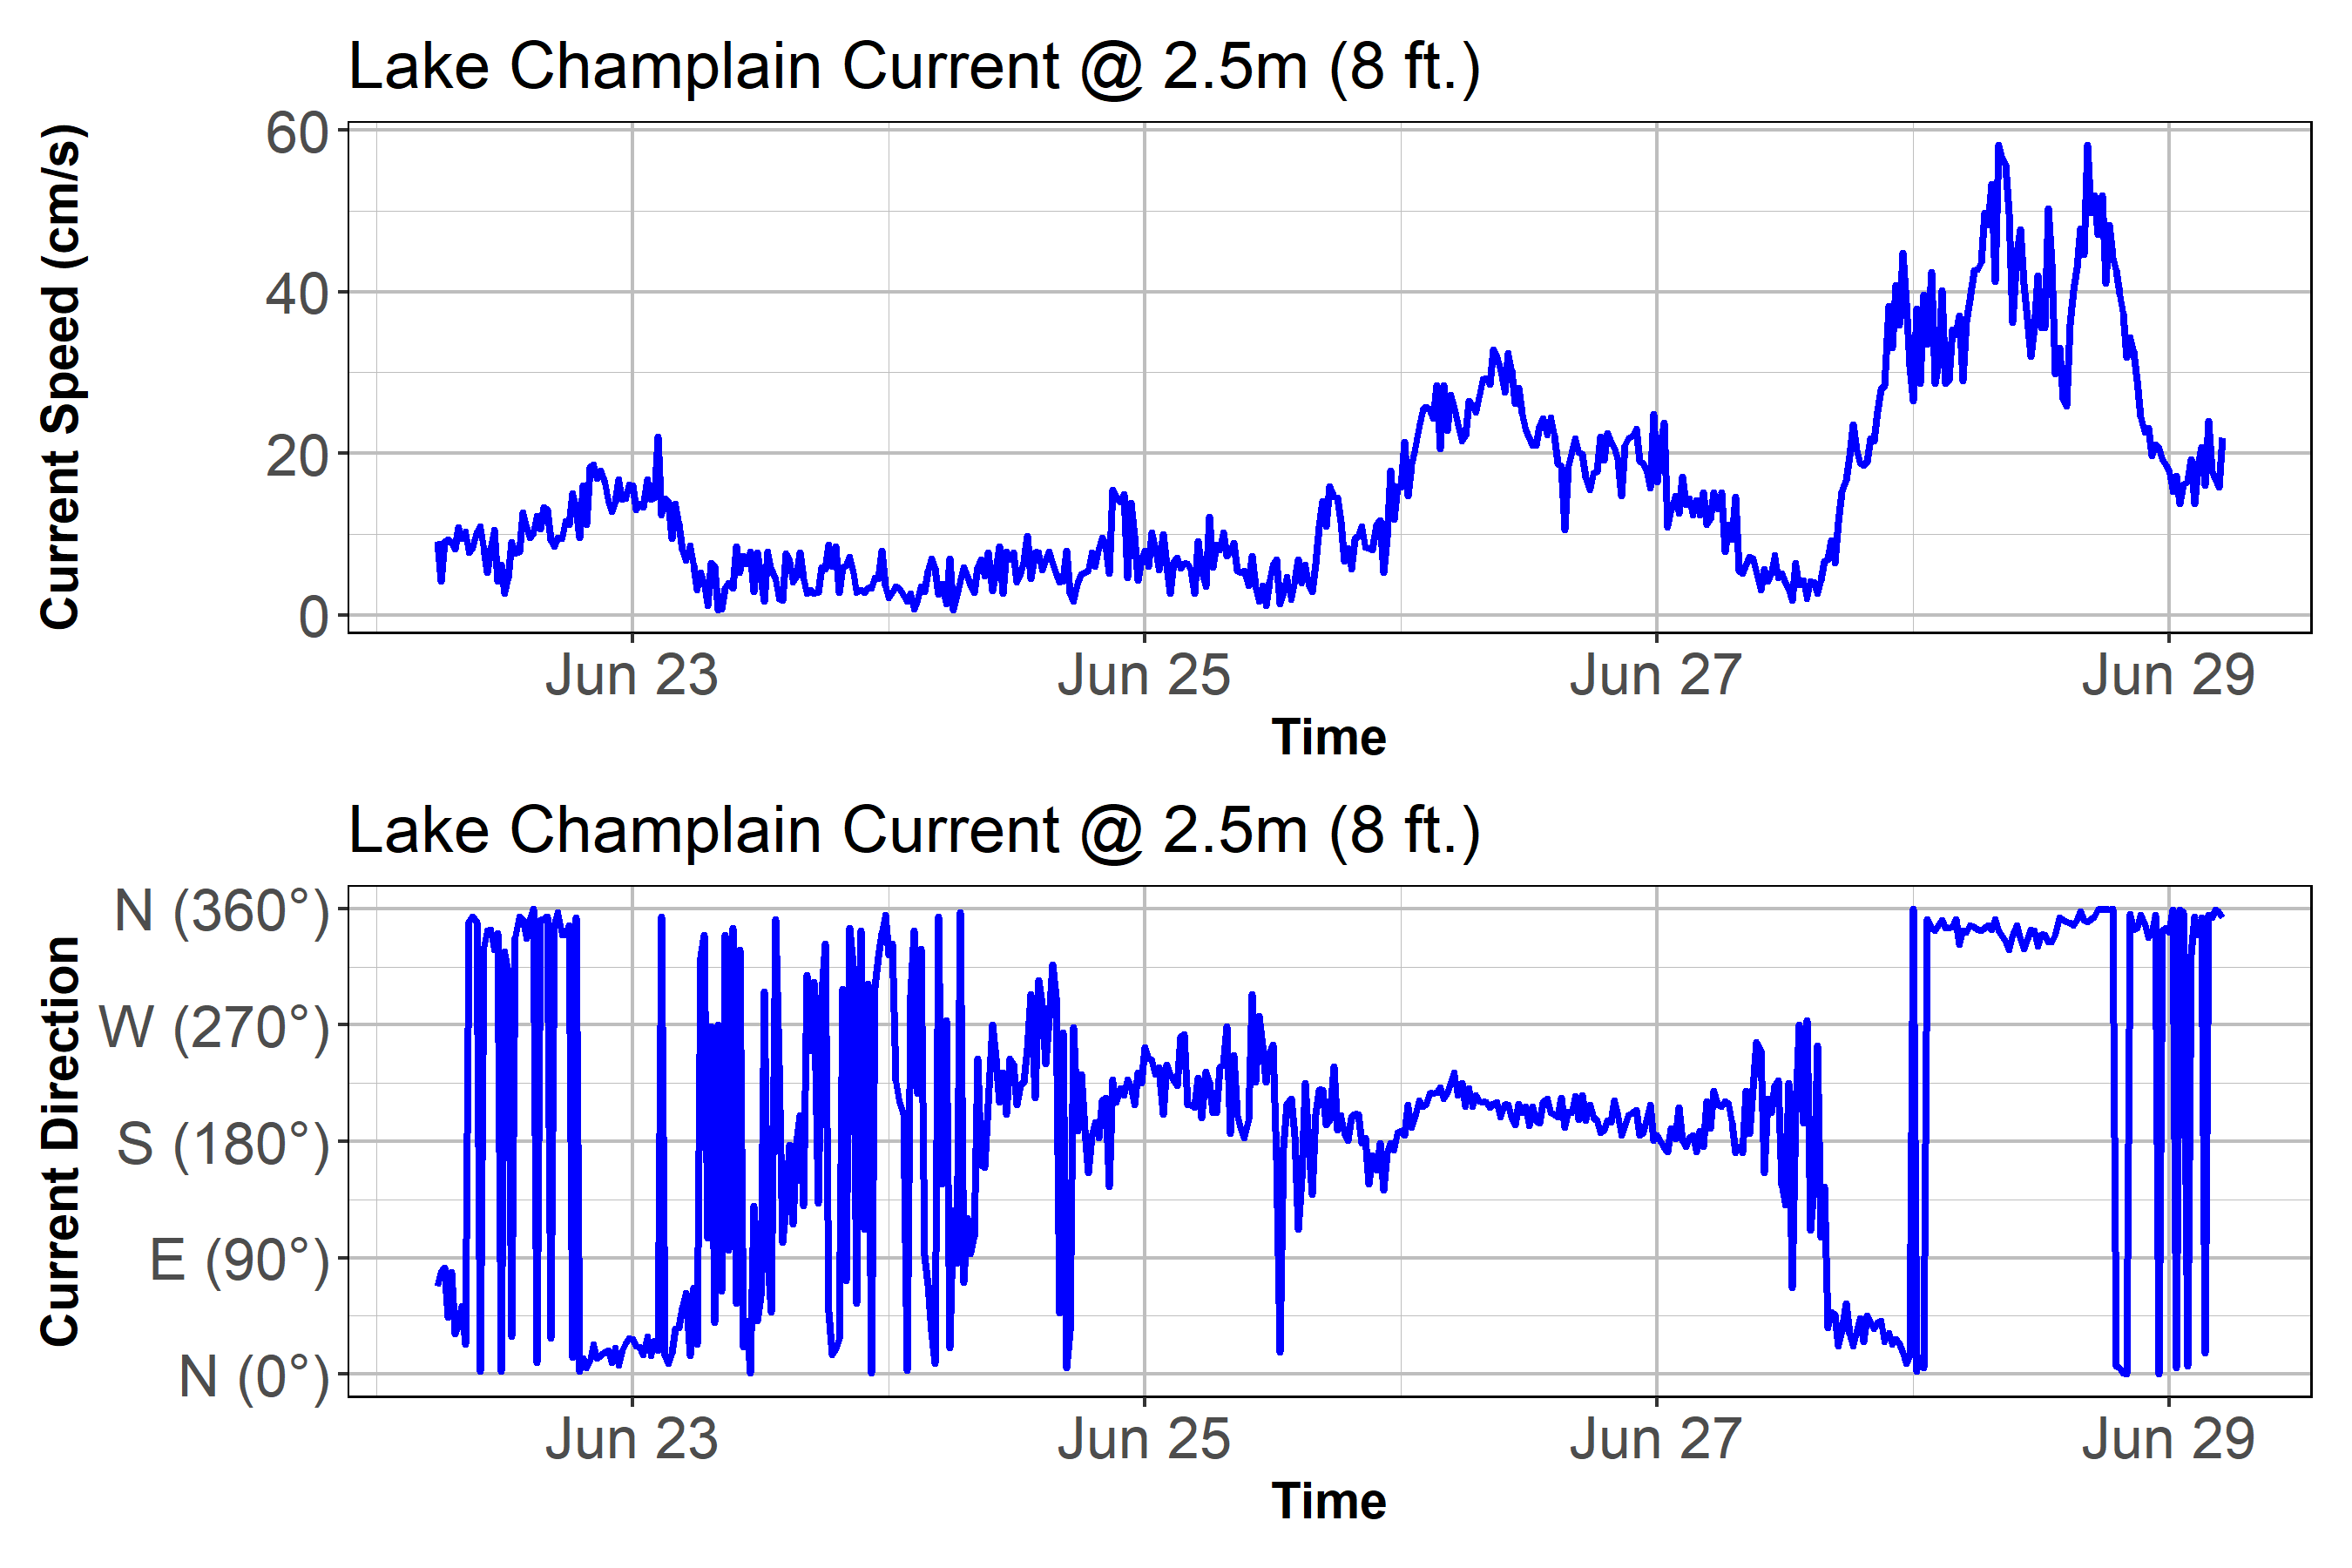 Lake Champlain Current @ 2.5m (8 ft.)
Current Speed (cm/s)
60
40
20
0
Jun 23
Jun 25
Jun 27
Jun 29
Time
Lake Champlain Current @ 2.5m (8 ft.)
Current Direction
N (360°)
W (270°)
S (180°)
E (90°)
N (0°)
Jun 23
Jun 25
Jun 27
Jun 29
Time